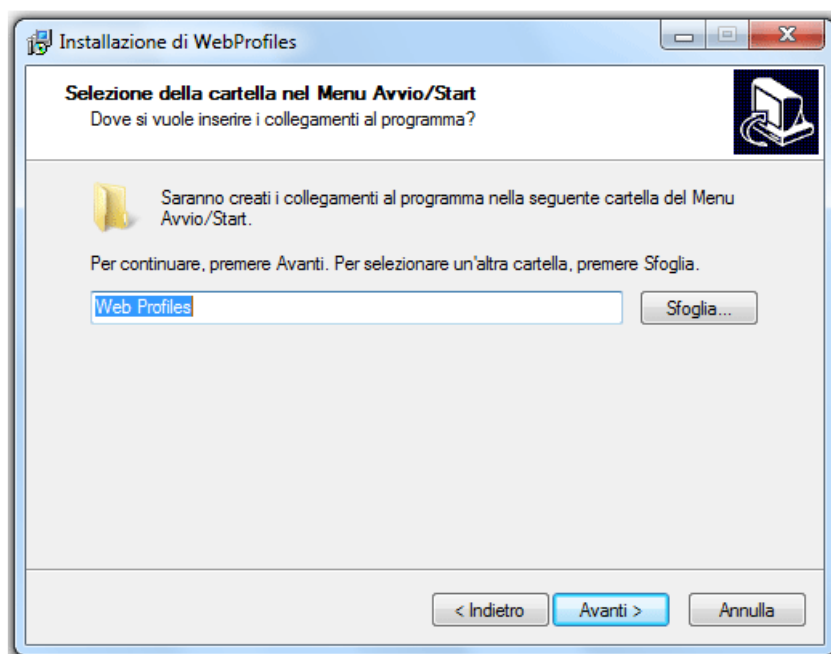 Installazione di WebProfiles
Selezione della cartella nel Menu Avvio/Start
Dove si vuole inserire i collegamenti al programma?
Saranno creati i collegamenti al programma nella seguente cartella del Menu
Avvio/Start.
Per continuare, premere Avanti. Per selezionare un'altra cartella, premere Sfoglia.
Web Profiles
Sfoglia...
< Indietro
Avanti >
Annulla